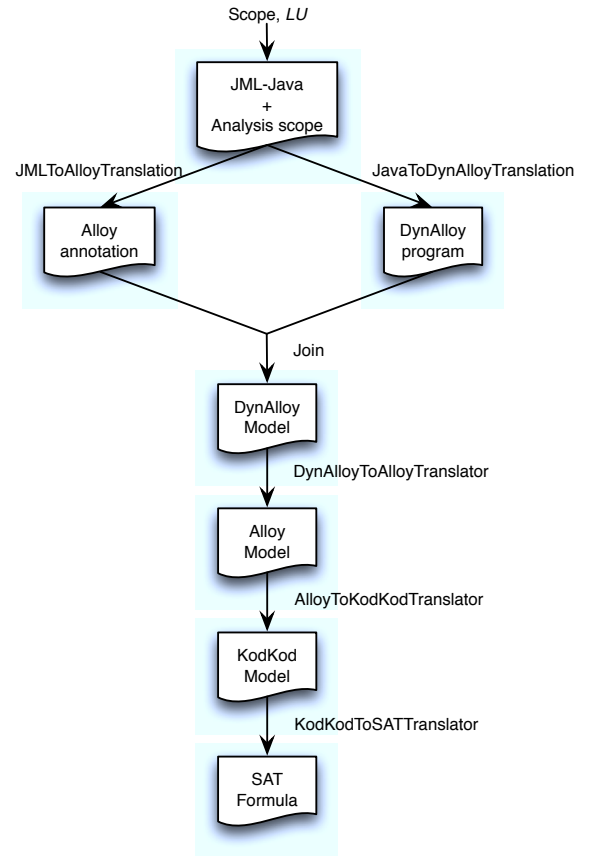 Scope, LU
JML-Java
+
Analysis scope
JMLToAlloyTranslation
JavaToDynAlloyTranslation
Alloy
annotation
DynAlloy
program
Join
DynAlloy
Model
DynAlloyToAlloyTranslator
Alloy
Model
AlloyToKodKodTranslator
KodKod
Model
KodKodToSATTranslator
SAT
Formula